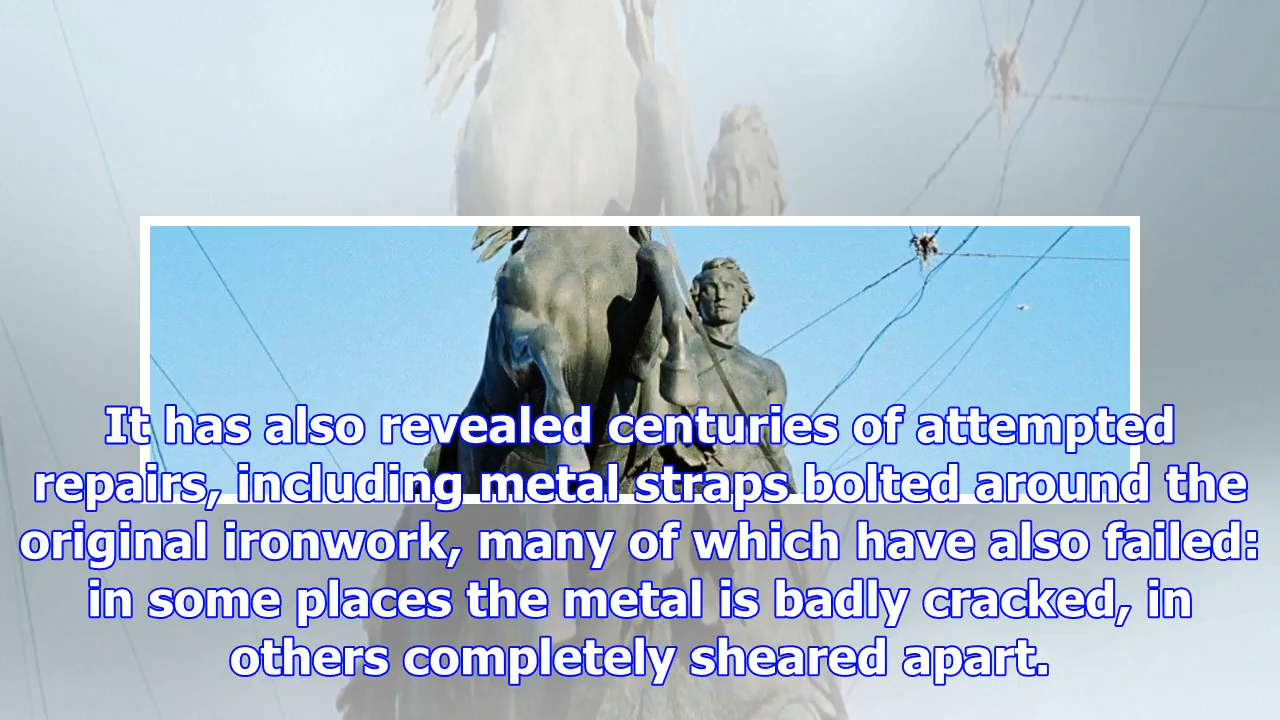 It has also revealed centuries of attempted
repairs, including metal straps bolted around the
original ironwork, many of which have also failed:
in some places the metal is badly cracked, in
others completely sheared apart.